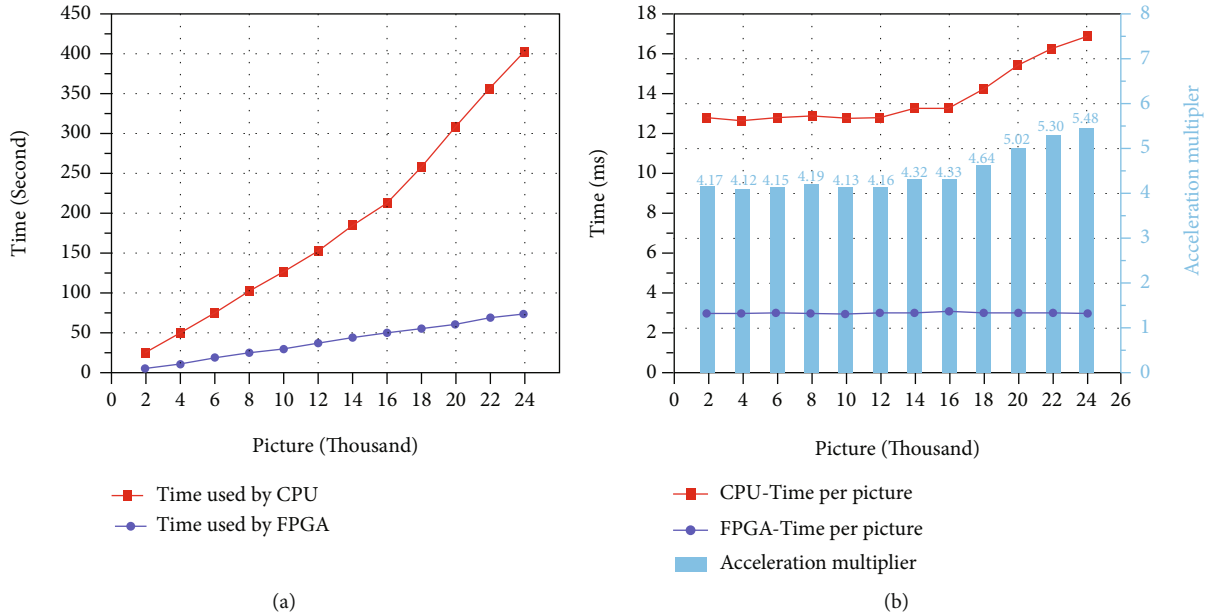 450
400
350
300
250
200
150
100
50
0
Time (Second)
0 2 4 6 8 10 12 14 16 18 20 22 24
Picture (Thousand)
Time used by CPU
Time used by FPGA
(a)
18
16
14
12
10
8
6
4
2
0
Time (ms)
4.17 4.12 4.15 4.19 4.13 4.16 4.32 4.33 4.64 5.02 5.30 5.48
8
7
6
5
4
3
2
1
0
Acceleration multipler
0 2 4 6 8 10 12 14 16 18 20 22 24 26
Picture (Thousand)
CPU-Time per picture
FPGA-Time per picture
Acceleration multiplier
(b)